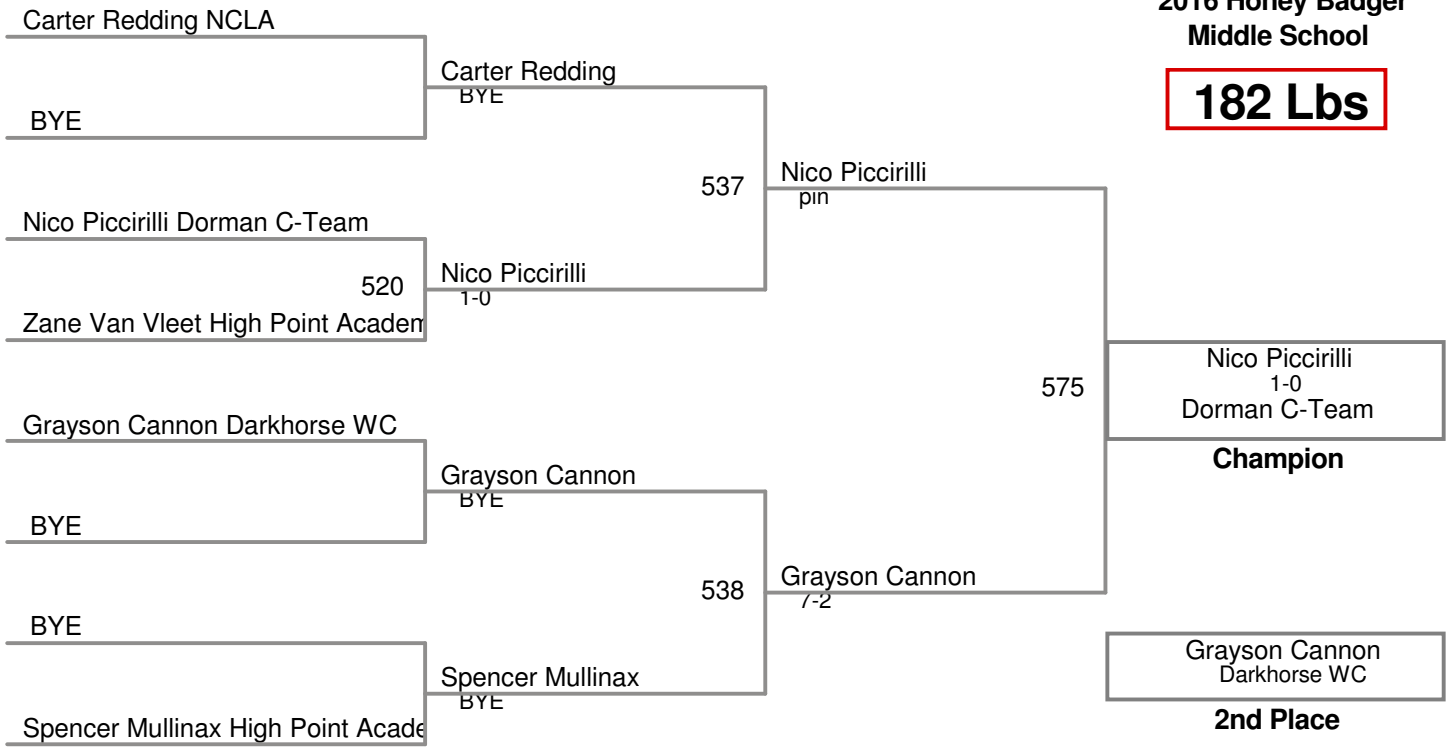 2016 Honey Badger
Middle School
182 Lbs
Carter Redding NCLA
BYE
Nico Piccirilli Dorman C-Team
520
Zane Van Vleet High Point Academ
Grayson Cannon Darkhorse WC
BYE
BYE
Spencer Mullinax High Point Acade
Carter Redding
BYE
537
Nico Piccirilli
1-0
Grayson Cannon
BYE
538
Spencer Mullinax
BYE
Nico Piccirilli
pin
575
Grayson Cannon
7-2
Nico Piccirilli
1-0
Dorman C-Team
Champion
Grayson Cannon
Darkhorse WC
2nd Place